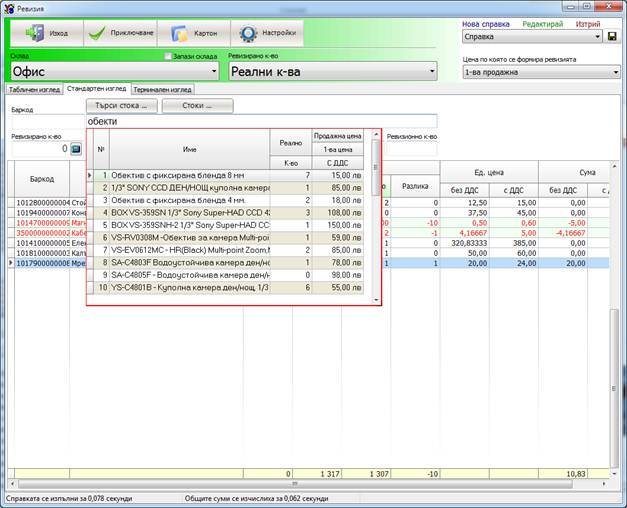 Ревизия
Изход Приключване Картон Настройки
Нова справка Редактирай Изтрий
Справка
Склад Запази склада Ревизирано к-во
Цена по която се формира ревизията
Офис Реални к-ва 1-ва продажна
Табличен изглед Стандартен изглед Терминален изглед
Търси стока ... Стоки ...
Баркод
обекти
Ревизирано к-во Ревизионно к-во
0
№ Име Реално Продажна цена
1-ва цена
К-во С ДДС
1 Обектив с фиксирана бленда 8 мм 7 15,00 лв
2 1/3" SONY CCD ДЕН/НОЩ куполна камера 1 85,00 лв
3 Обектив с фиксирана бленда 4 мм. 2 18,00 лв
4 BOX VS-359SN 1/3" Sony Super-HAD CCD 42 3 108,00 лв
5 BOX VS-359SNH-2 1/3" Sony Super-HAD CCD 1 150,00 лв
6 VS-RV0308M -Обектив за камера Multi-poi 1 59,00 лв
7 VS-EV0612MC - HR(Black) Multi-point Zoom,М 2 85,00 лв
8 SA-C4803F Водоустойчива камера ден/но 1 78,00 лв
9 SA-C4805F - Водоустойчива камера ден/н 0 98,00 лв
10 YS-C4801B - Куполна камера ден/нощ, 1/3 6 55,00 лв
Баркод Разлика Ед. цена Сума
без ДДС с ДДС без ДДС с Д
1012800000004 Стой 2 0 12,50 15,00 0,00
1019400000007 Конз 0 37,50 45,00 0,00
1014700000009 Магн -10 0,50 0,60 -5,00
3500000000002 Кабе 2 -1 4,16667 5,00 -4,16667
1014100000005 Елен 0 320,83333 385,00 0,00
1018100000003 Калъ 1 0 50,00 60,00 0,00
1017900000008 Мре 1 1 20,00 24,00 20,00
0 1 317 1 307 -10 10,83
Справката се изпълни за 0,078 секунди Общите суми се изчислиха за 0,062 секунди